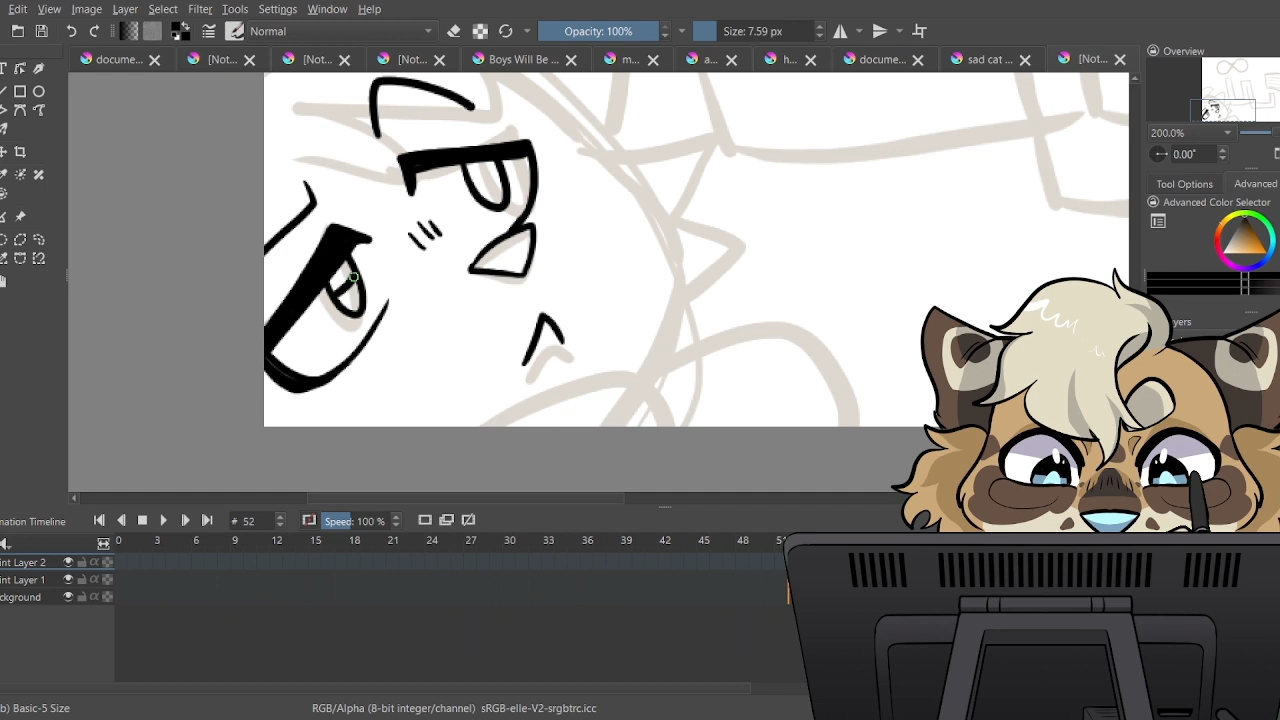 Edit View Image Layer Select Filter Tools Settings Window Help
Normal Opacity: 100% Size: 7.59 px
docume... [Not... [Not... [Not... Boys Will Be ... m... a... h... docume... sad cat ... [Not...
Overview
200.0%
0.00°
Tool Options Advanced
Advanced Color Selector
yers
mation Timeline # 52 Speed: 100 %
0 3 6 9 12 15 18 21 24 27 30 33 36 39 42 45 48 51
int Layer 2
int Layer 1
ckground
b) Basic-5 Size RGB/Alpha (8-bit integer/channel) sRGB-elle-V2-srgbtrc.icc